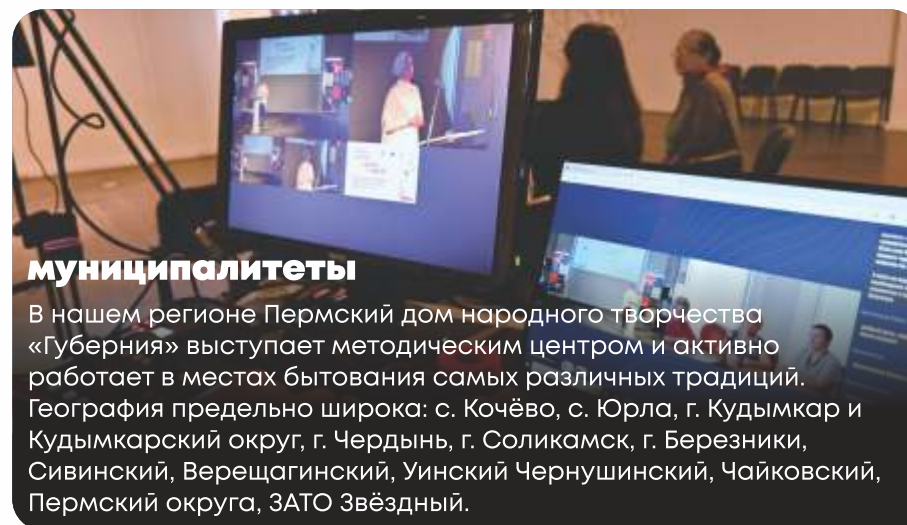 муниципалитеты
В нашем регионе Пермский дом народного творчества
«Губерния» выступает методическим центром и активно
работает в местах бытования самых различных традиций.
География предельно широка: с. Кочёво, с. Юрла, г. Кудымкар и
Кудымкарский округ, г. Чердынь, г. Соликамск, г. Березники,
Сивинский, Верещагинский, Уинский Чернушинский, Чайковский,
Пермский округа, ЗАТО Звёздный.